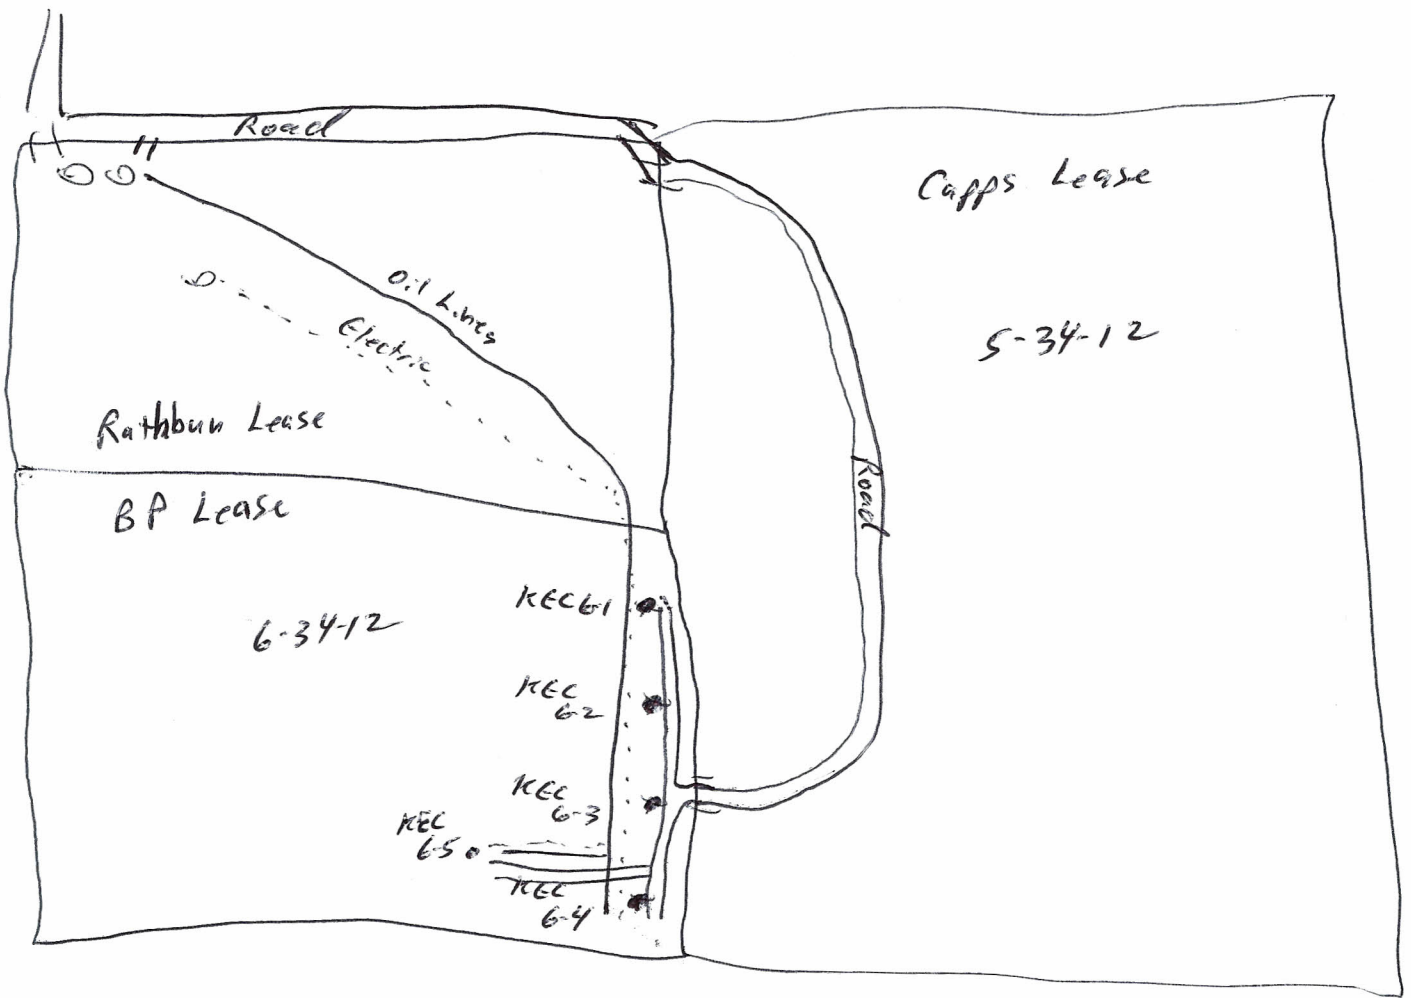 Road
Capps Lease
Oil Lines
Electric
5-34-12
Rathbun Lease
BP Lease
Road
KEC 6-1
6-34-12
KEC
6-2
KEC
6-3
KEC
6-5
KEC
6-4